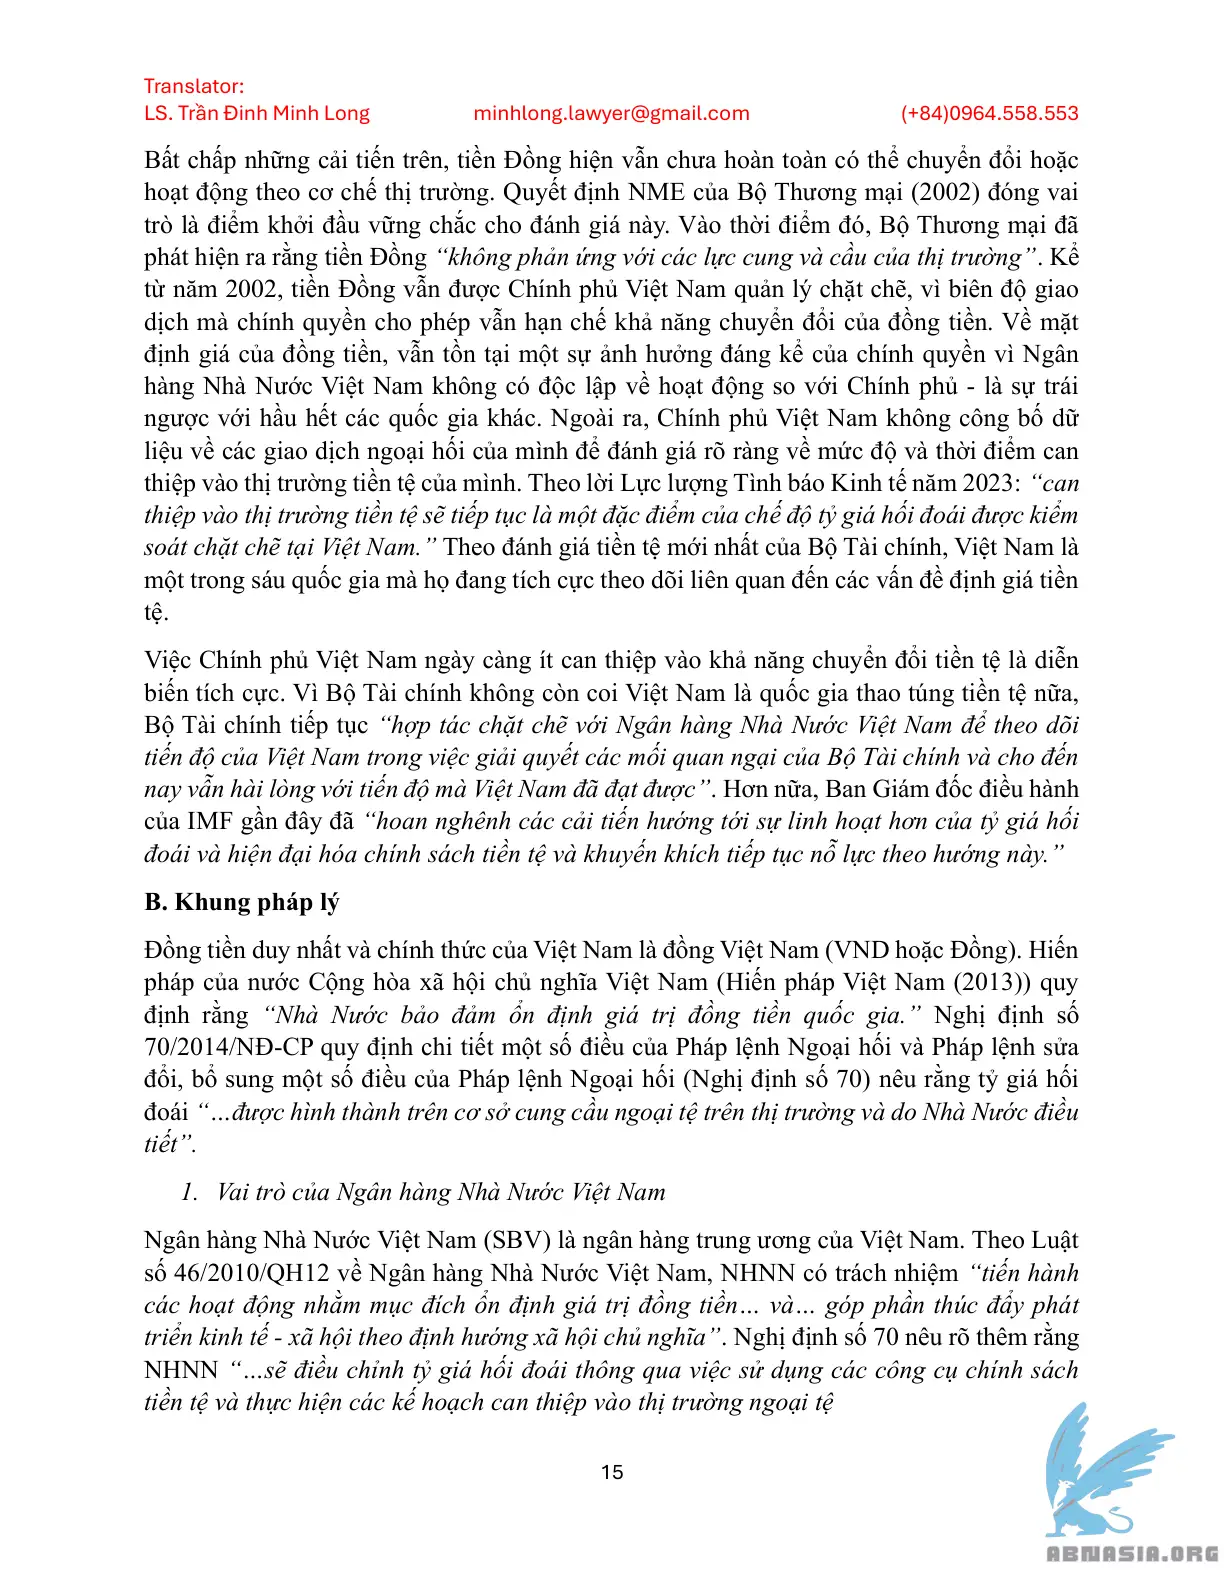 Translator:
LS. Trần Đinh Minh Long minhlong.lawyer@gmail.com (+84)0964.558.553
Bất chấp những cải tiến trên, tiền Đồng hiện vẫn chưa hoàn toàn có thể chuyển đổi hoặc
hoạt động theo cơ chế thị trường. Quyết định NME của Bộ Thương mại (2002) đóng vai
trò là điểm khởi đầu vững chắc cho đánh giá này. Vào thời điểm đó, Bộ Thương mại đã
phát hiện ra rằng tiền Đồng “không phản ứng với các lực cung và cầu của thị trường”. Kể
từ năm 2002, tiền Đồng vẫn được Chính phủ Việt Nam quản lý chặt chẽ, vì biên độ giao
dịch mà chính quyền cho phép vẫn hạn chế khả năng chuyển đổi của đồng tiền. Về mặt
định giá của đồng tiền, vẫn tồn tại một sự ảnh hưởng đáng kể của chính quyền vì Ngân
hàng Nhà Nước Việt Nam không có độc lập về hoạt động so với Chính phủ - là sự trái
ngược với hầu hết các quốc gia khác. Ngoài ra, Chính phủ Việt Nam không công bố dữ
liệu về các giao dịch ngoại hối của mình để đánh giá rõ ràng về mức độ và thời điểm can
thiệp vào thị trường tiền tệ của mình. Theo lời Lực lượng Tình báo Kinh tế năm 2023: “can
thiệp vào thị trường tiền tệ sẽ tiếp tục là một đặc điểm của chế độ tỷ giá hối đoái được kiểm
soát chặt chẽ tại Việt Nam.” Theo đánh giá tiền tệ mới nhất của Bộ Tài chính, Việt Nam là
một trong sáu quốc gia mà họ đang tích cực theo dõi liên quan đến các vấn đề định giá tiền
tệ.
Việc Chính phủ Việt Nam ngày càng ít can thiệp vào khả năng chuyển đổi tiền tệ là diễn
biến tích cực. Vì Bộ Tài chính không còn coi Việt Nam là quốc gia thao túng tiền tệ nữa,
Bộ Tài chính tiếp tục “hợp tác chặt chẽ với Ngân hàng Nhà Nước Việt Nam để theo dõi
tiến độ của Việt Nam trong việc giải quyết các mối quan ngại của Bộ Tài chính và cho đến
nay vẫn hài lòng với tiến độ mà Việt Nam đã đạt được”. Hơn nữa, Ban Giám đốc điều hành
của IMF gần đây đã “hoan nghênh các cải tiến hướng tới sự linh hoạt hơn của tỷ giá hối
đoái và hiện đại hóa chính sách tiền tệ và khuyến khích tiếp tục nỗ lực theo hướng này.”
B. Khung pháp lý
Đồng tiền duy nhất và chính thức của Việt Nam là đồng Việt Nam (VND hoặc Đồng). Hiến
pháp của nước Cộng hòa xã hội chủ nghĩa Việt Nam (Hiến pháp Việt Nam (2013)) quy
định rằng “Nhà Nước bảo đảm ổn định giá trị đồng tiền quốc gia.” Nghị định số
70/2014/NĐ-CP quy định chi tiết một số điều của Pháp lệnh Ngoại hối và Pháp lệnh sửa
đổi, bổ sung một số điều của Pháp lệnh Ngoại hối (Nghị định số 70) nêu rằng tỷ giá hối
đoái “…được hình thành trên cơ sở cung cầu ngoại tệ trên thị trường và do Nhà Nước điều
tiết”.
1. Vai trò của Ngân hàng Nhà Nước Việt Nam
Ngân hàng Nhà Nước Việt Nam (SBV) là ngân hàng trung ương của Việt Nam. Theo Luật
số 46/2010/QH12 về Ngân hàng Nhà Nước Việt Nam, NHNN có trách nhiệm “tiến hành
các hoạt động nhằm mục đích ổn định giá trị đồng tiền… và… góp phần thúc đẩy phát
triển kinh tế - xã hội theo định hướng xã hội chủ nghĩa”. Nghị định số 70 nêu rõ thêm rằng
NHNN “…sẽ điều chỉnh tỷ giá hối đoái thông qua việc sử dụng các công cụ chính sách
tiền tệ và thực hiện các kế hoạch can thiệp vào thị trường ngoại tệ
15
ABNASIA.ORG